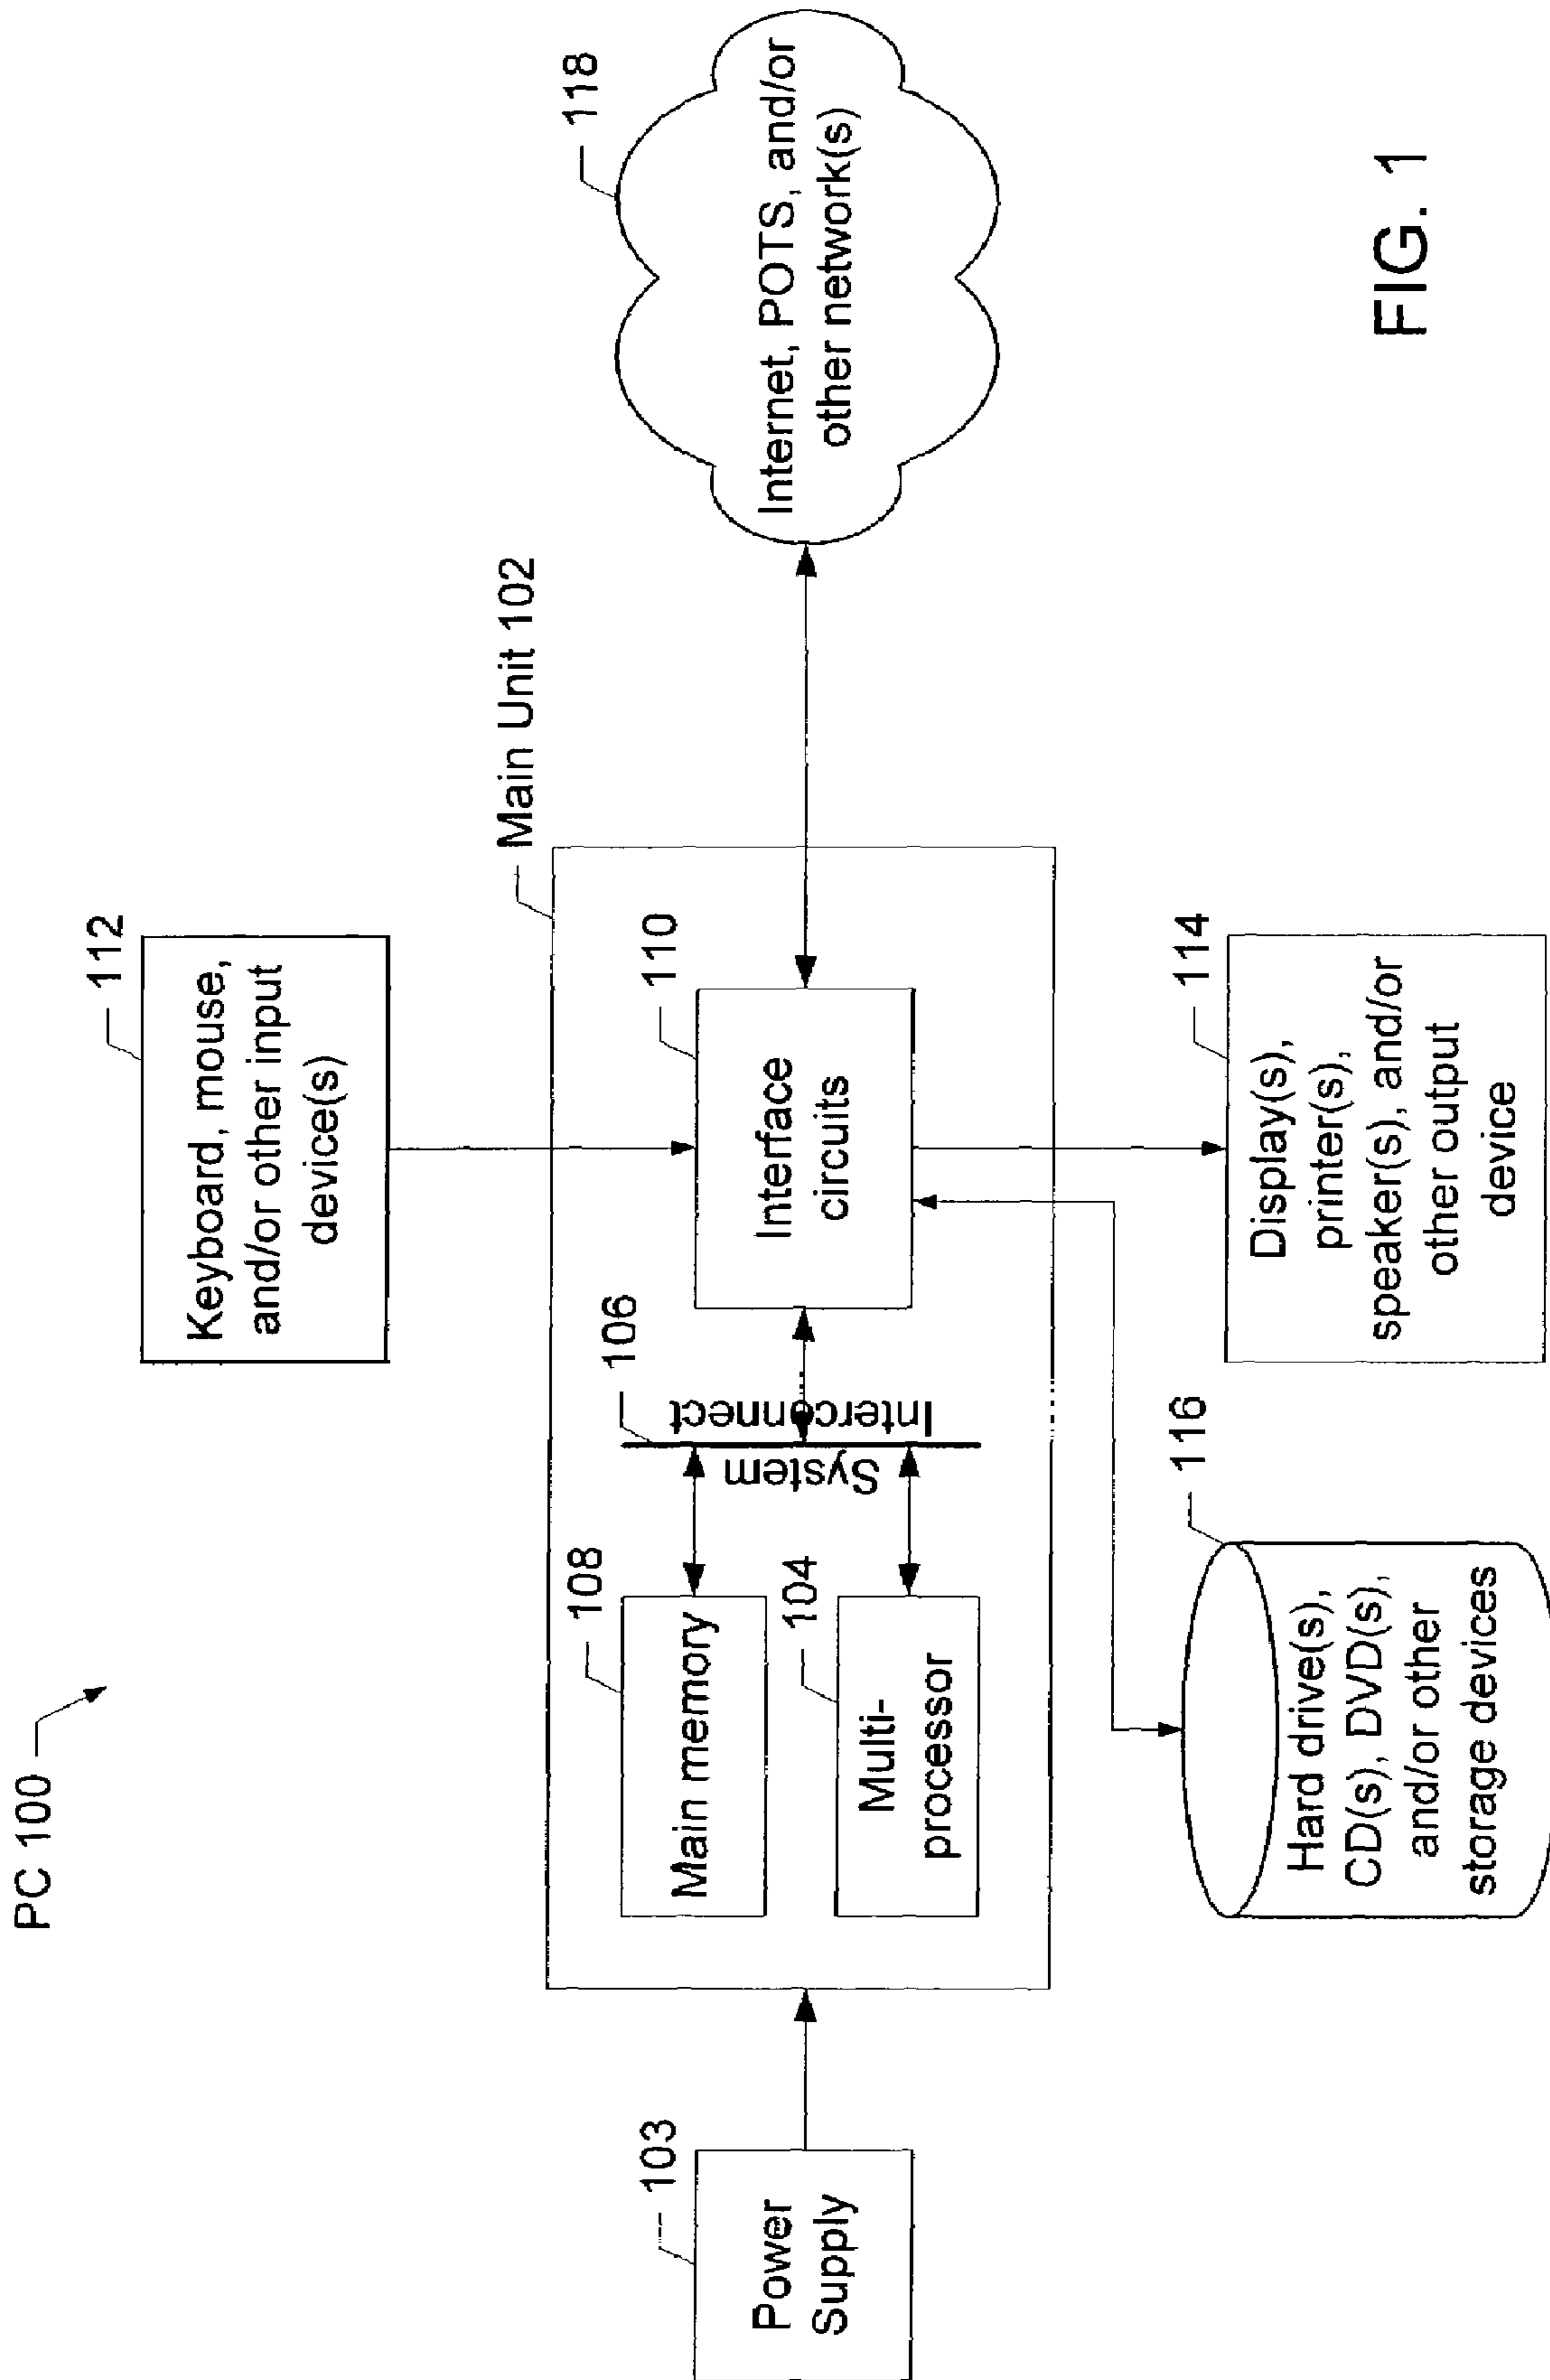 PC 100
112
Keyboard, mouse,
and/or other input
device(s)
Main Unit 102
118
Internet, POTS, and/or
other network(s)
103
Power
Supply
108
Main memory
104
Multi-
processor
106
System
Interconnect
110
Interface
circuits
116
Hard drive(s),
CD(s), DVD(s),
and/or other
storage devices
114
Display(s),
printer(s),
speaker(s), and/or
other output
device
FIG. 1